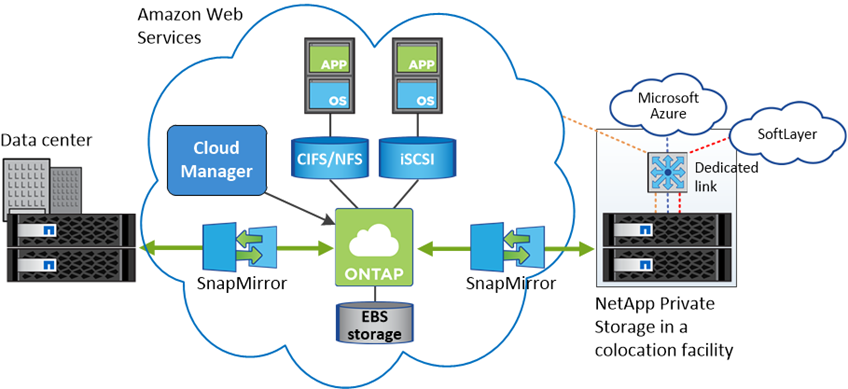 Amazon Web
Services
APP
OS
APP
OS
Microsoft
Azure
SoftLayer
Data center
Cloud
Manager
CIFS/NFS
iSCSI
Dedicated
link
ONTAP
SnapMirror
SnapMirror
EBS
storage
NetApp Private
Storage in a
colocation facility